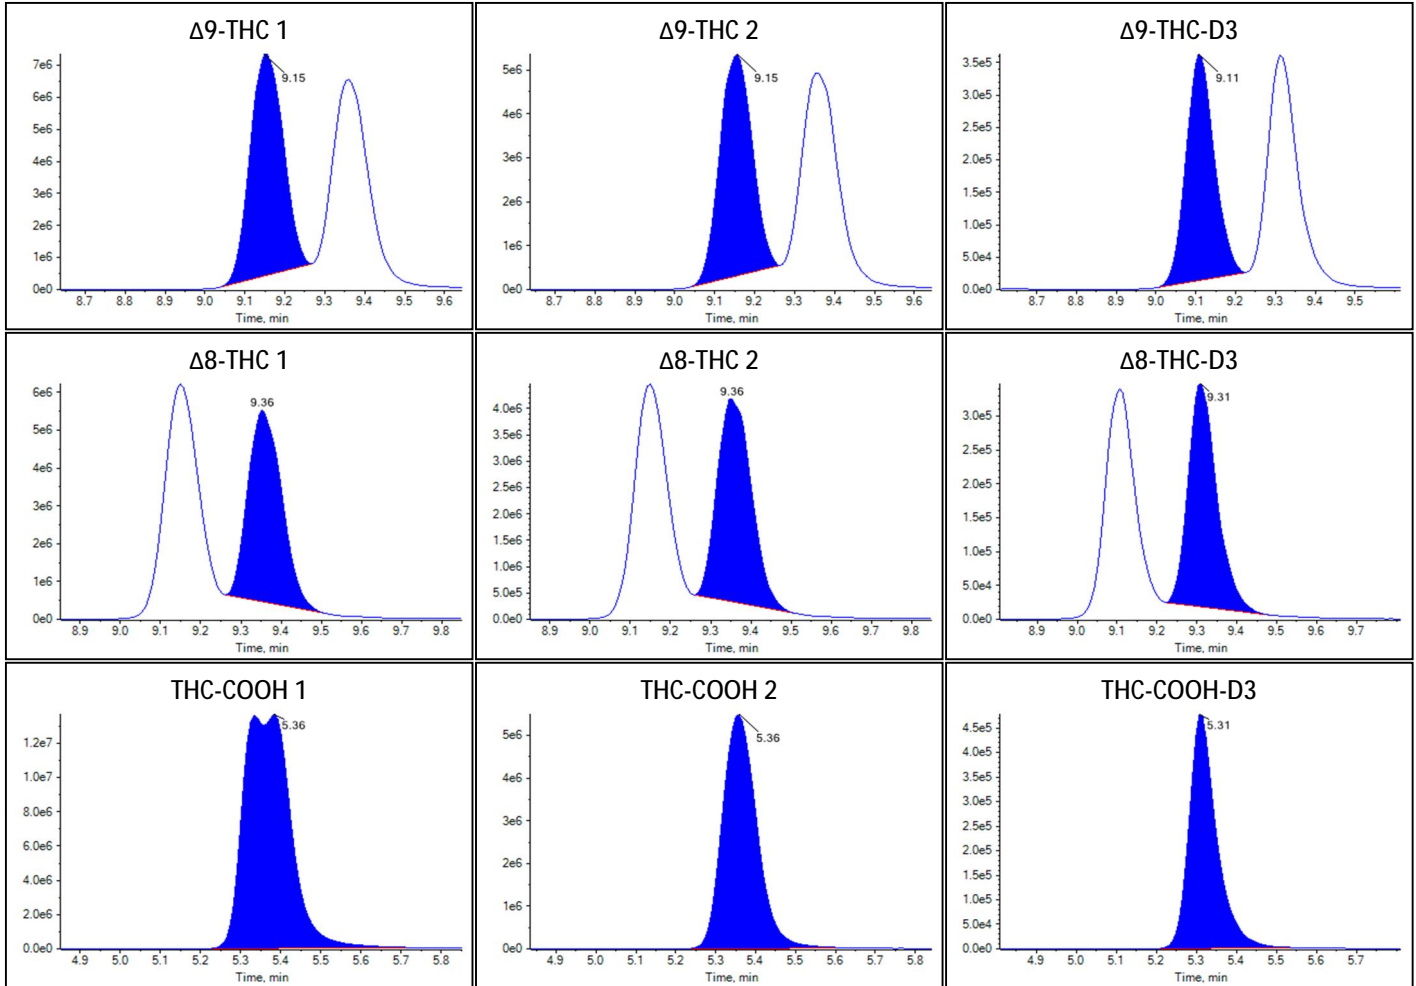 Δ9-THC 1
7e6
6e6
5e6
4e6
3e6
2e6
1e6
0e0
9.15
8.7 8.8 8.9 9.0 9.1 9.2 9.3 9.4 9.5 9.6
Time, min
Δ9-THC 2
5e6
4e6
3e6
2e6
1e6
0e0
9.15
8.7 8.8 8.9 9.0 9.1 9.2 9.3 9.4 9.5 9.6
Time, min
Δ9-THC-D3
3.5e5
3.0e5
2.5e5
2.0e5
1.5e5
1.0e5
5.0e4
0.0e0
9.11
8.7 8.8 8.9 9.0 9.1 9.2 9.3 9.4 9.5
Time, min
Δ8-THC 1
6e6
5e6
4e6
3e6
2e6
1e6
0e0
9.36
8.9 9.0 9.1 9.2 9.3 9.4 9.5 9.6 9.7 9.8
Time, min
Δ8-THC 2
4.0e6
3.5e6
3.0e6
2.5e6
2.0e6
1.5e6
1.0e6
5.0e5
0.0e0
9.36
8.9 9.0 9.1 9.2 9.3 9.4 9.5 9.6 9.7 9.8
Time, min
Δ8-THC-D3
3.0e5
2.5e5
2.0e5
1.5e5
1.0e5
5.0e4
0.0e0
9.31
8.9 9.0 9.1 9.2 9.3 9.4 9.5 9.6 9.7
Time, min
THC-COOH 1
1.2e7
1.0e7
8.0e6
6.0e6
4.0e6
2.0e6
0.0e0
5.36
4.9 5.0 5.1 5.2 5.3 5.4 5.5 5.6 5.7 5.8
Time, min
THC-COOH 2
5e6
4e6
3e6
2e6
1e6
0e0
5.36
4.9 5.0 5.1 5.2 5.3 5.4 5.5 5.6 5.7 5.8
Time, min
THC-COOH-D3
4.5e5
4.0e5
3.5e5
3.0e5
2.5e5
2.0e5
1.5e5
1.0e5
5.0e4
0.0e0
5.31
4.9 5.0 5.1 5.2 5.3 5.4 5.5 5.6 5.7
Time, min